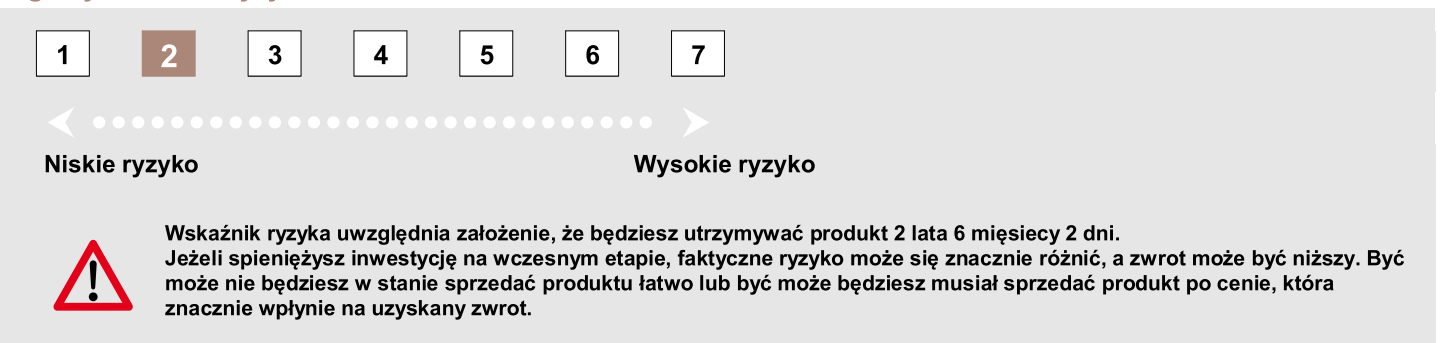 1 2 3 4 5 6 7
Niskie ryzyko Wysokie ryzyko
Wskaźnik ryzyka uwzględnia założenie, że będziesz utrzymywać produkt 2 lata 6 mięsiecy 2 dni.
Jeżeli spieniężysz inwestycję na wczesnym etapie, faktyczne ryzyko może się znacznie różnić, a zwrot może być niższy. Być
może nie będziesz w stanie sprzedać produktu łatwo lub być może będziesz musiał sprzedać produkt po cenie, która
znacznie wpłynie na uzyskany zwrot.